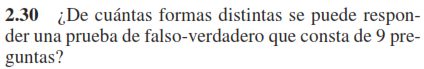 2.30 ¿De cuántas formas distintas se puede respon-
der una prueba de falso-verdadero que consta de 9 pre-
guntas?